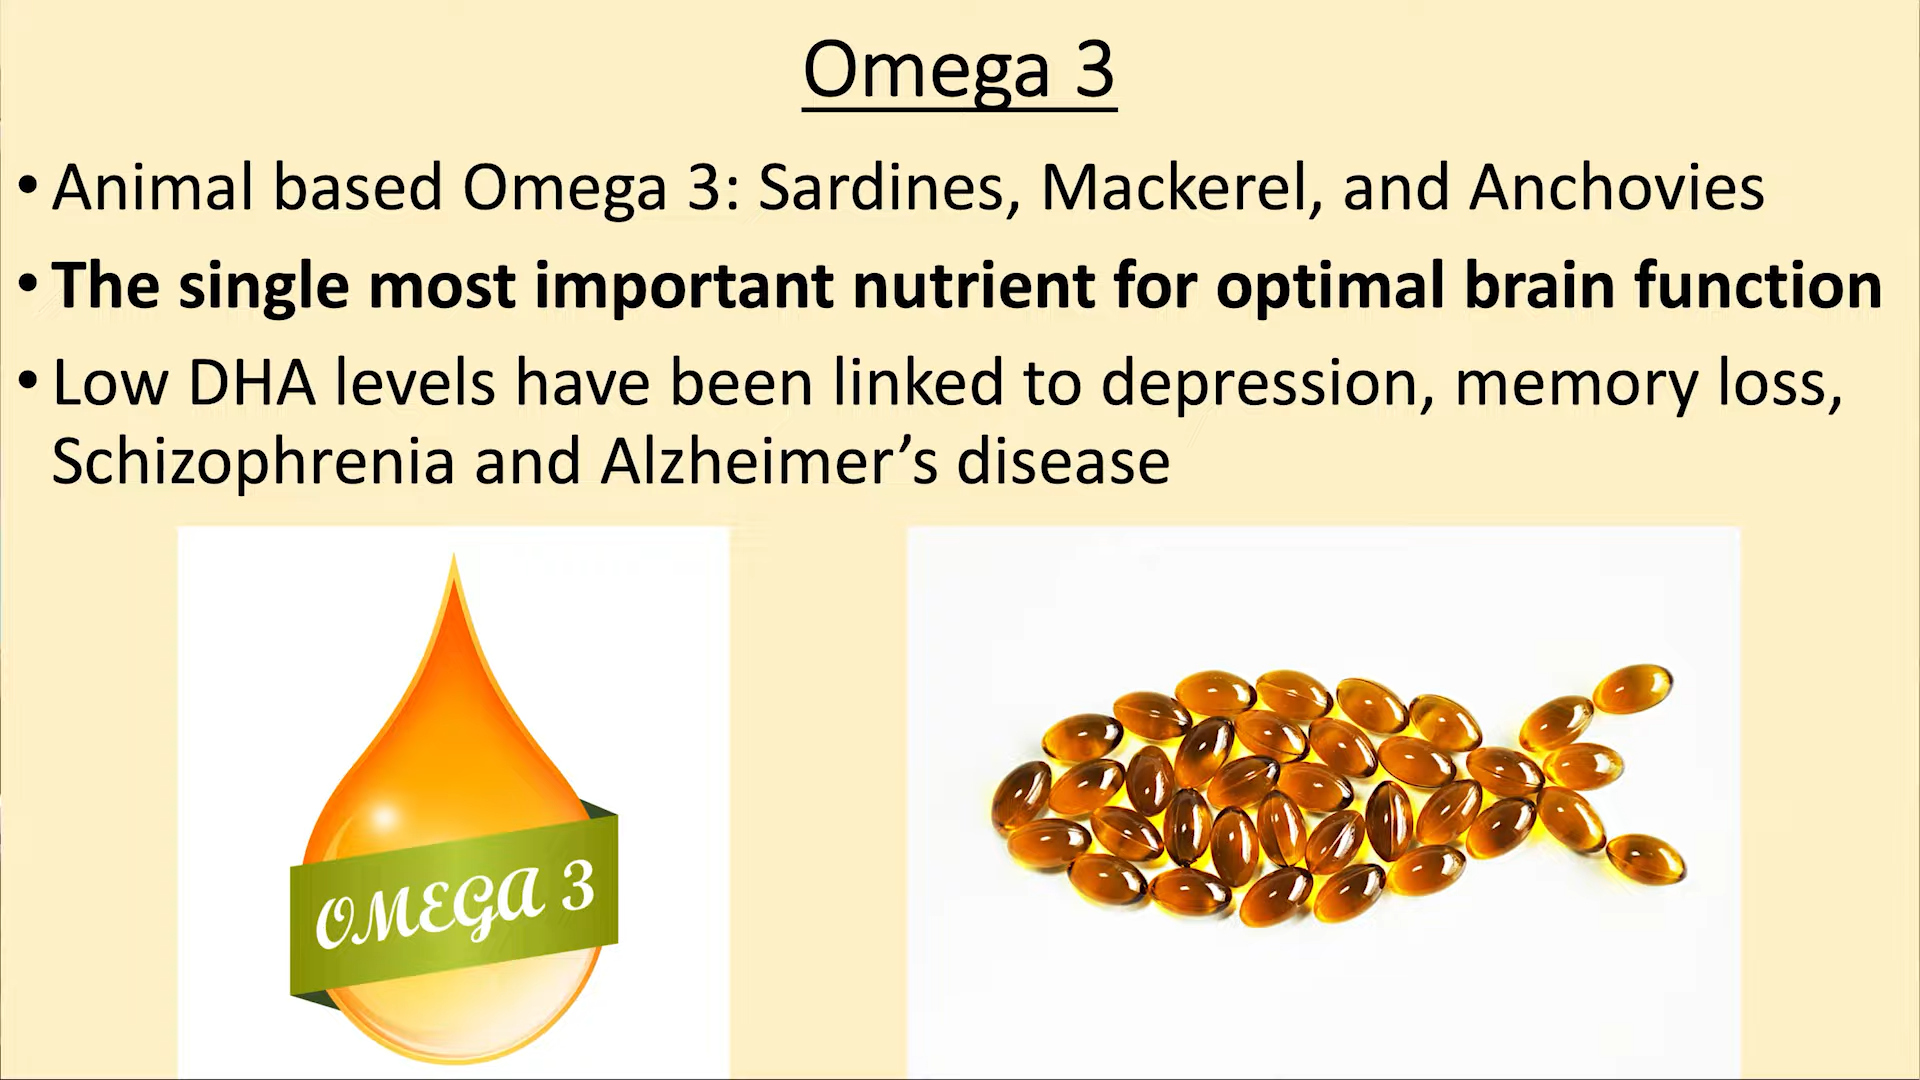 Omega 3
• Animal based Omega 3: Sardines, Mackerel, and Anchovies
• The single most important nutrient for optimal brain function
• Low DHA levels have been linked to depression, memory loss,
Schizophrenia and Alzheimer’s disease
OMEGA 3